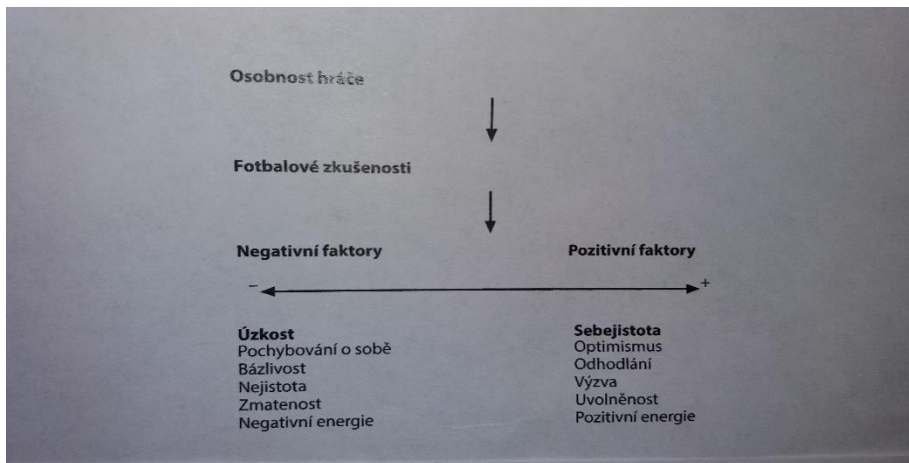 Osobnost hráče
Fotbalové zkušenosti
Negativní faktory
Pozitivní faktory
– +
Úzkost
Pochybování o sobě
Bázlivost
Nejistota
Zmatenost
Negativní energie
Sebejistota
Optimismus
Odhodlání
Výzva
Uvolněnost
Pozitivní energie